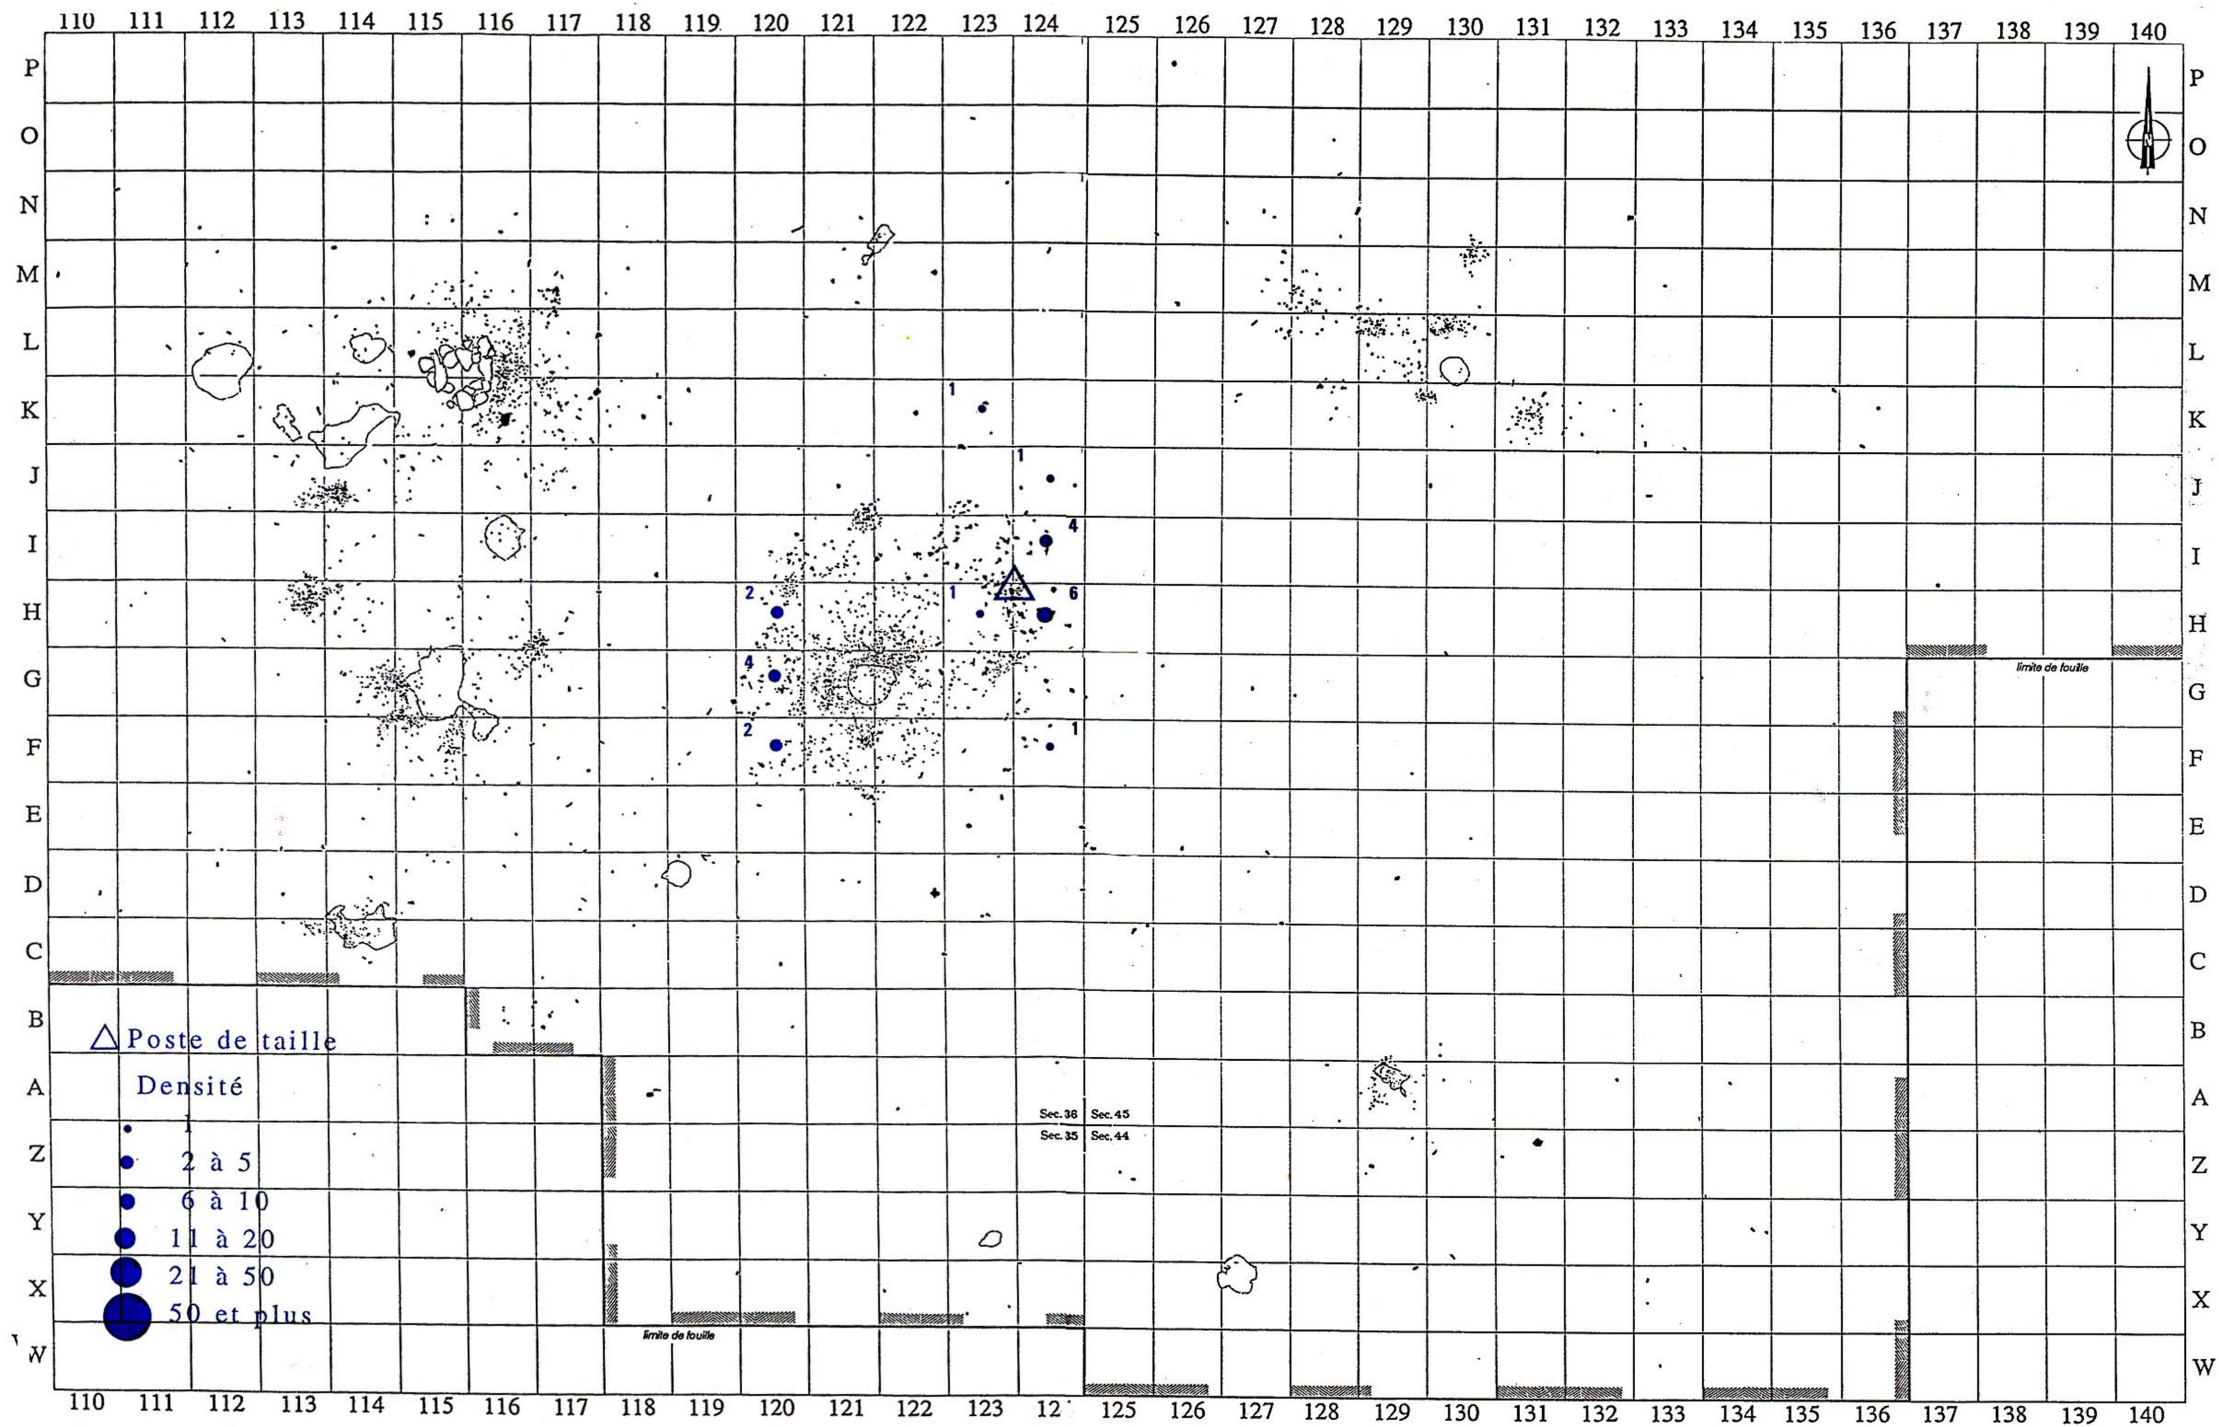 110 111 112 113 114 115 116 117 118 119 120 121 122 123 124 125 126 127 128 129 130 131 132 133 134 135 136 137 138 139 140
P P
O O
N N
M M
L L
1
K K
1
J J
4
I I
2 1 6
H H
limite de fouille
4
G G
2 1
F F
E E
D D
C C
B B
Poste de taille
A Densité A
Sec.36 Sec.45
1
Sec.35 Sec.44
Z 2 à 5 Z
6 à 10
Y Y
11 à 20
21 à 50
X X
50 et plus
limite de fouille
W W
110 111 112 113 114 115 116 117 118 119 120 121 122 123 12 125 126 127 128 129 130 131 132 133 134 135 136 137 138 139 140